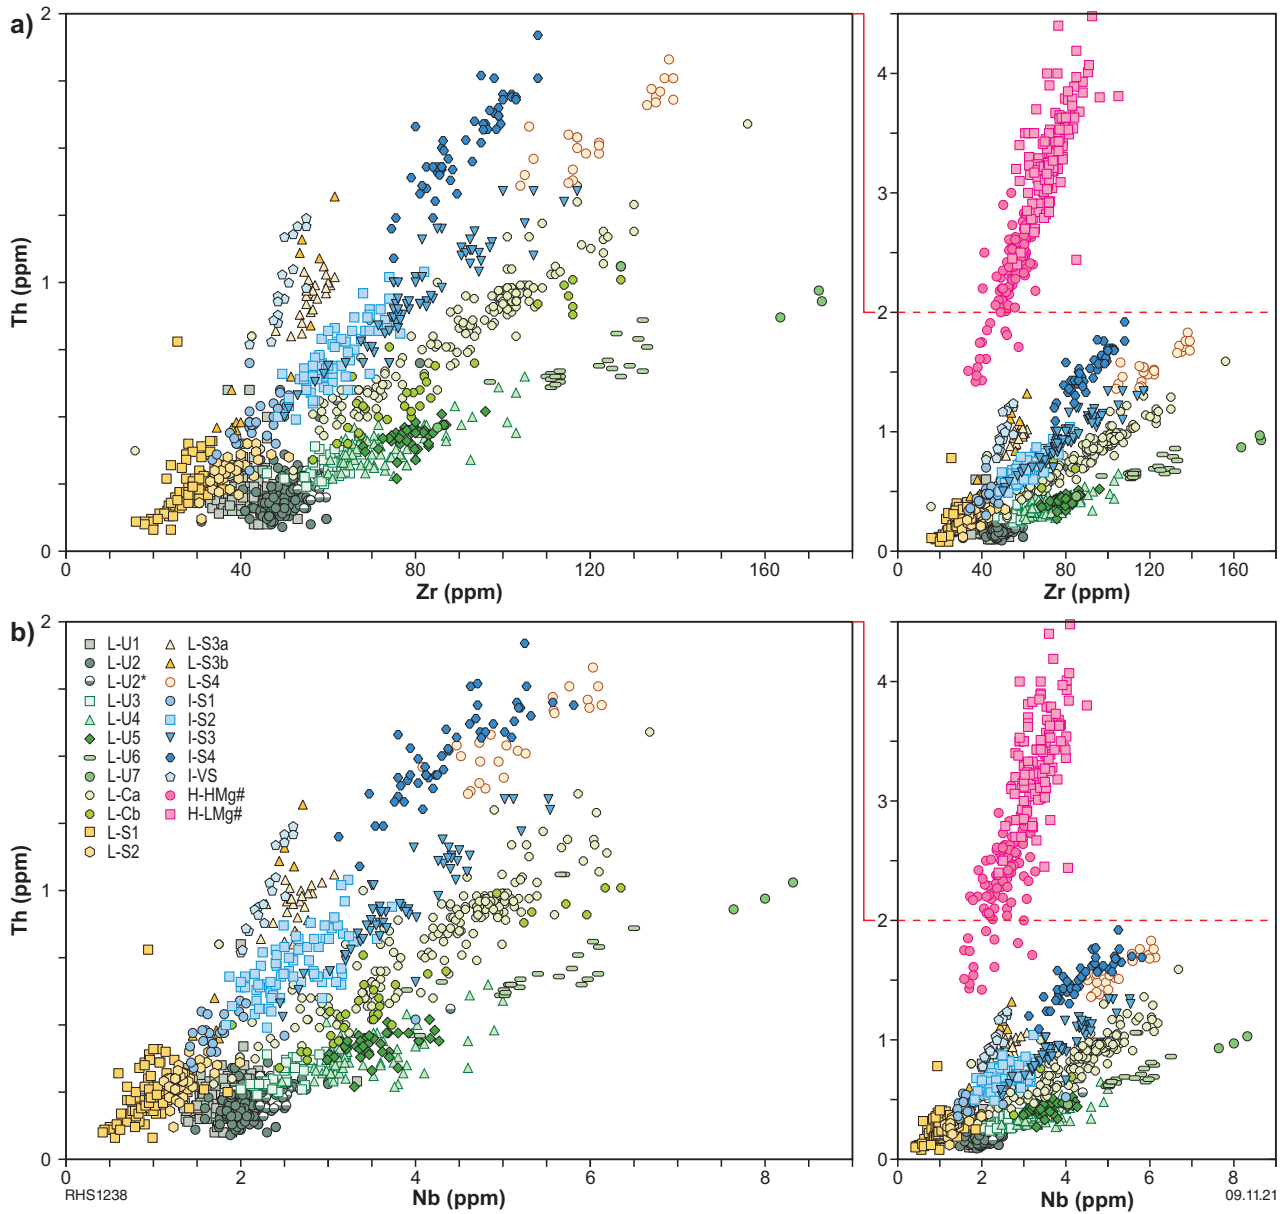 a)
Th (ppm)
2
1
0
0
40
80
120
160
Zr (ppm)
4
3
2
1
0
0
40
80
120
160
Zr (ppm)
b)
Th (ppm)
2
1
0
L-U1
L-U2
L-U2*
L-U3
L-U4
L-U5
L-U6
L-U7
L-Ca
L-Cb
L-S1
L-S2
L-S3a
L-S3b
L-S4
I-S1
I-S2
I-S3
I-S4
I-VS
H-HMg#
H-LMg#
0
2
4
6
8
Nb (ppm)
4
3
2
1
0
0
2
4
6
8
Nb (ppm)
RHS1238
09.11.21